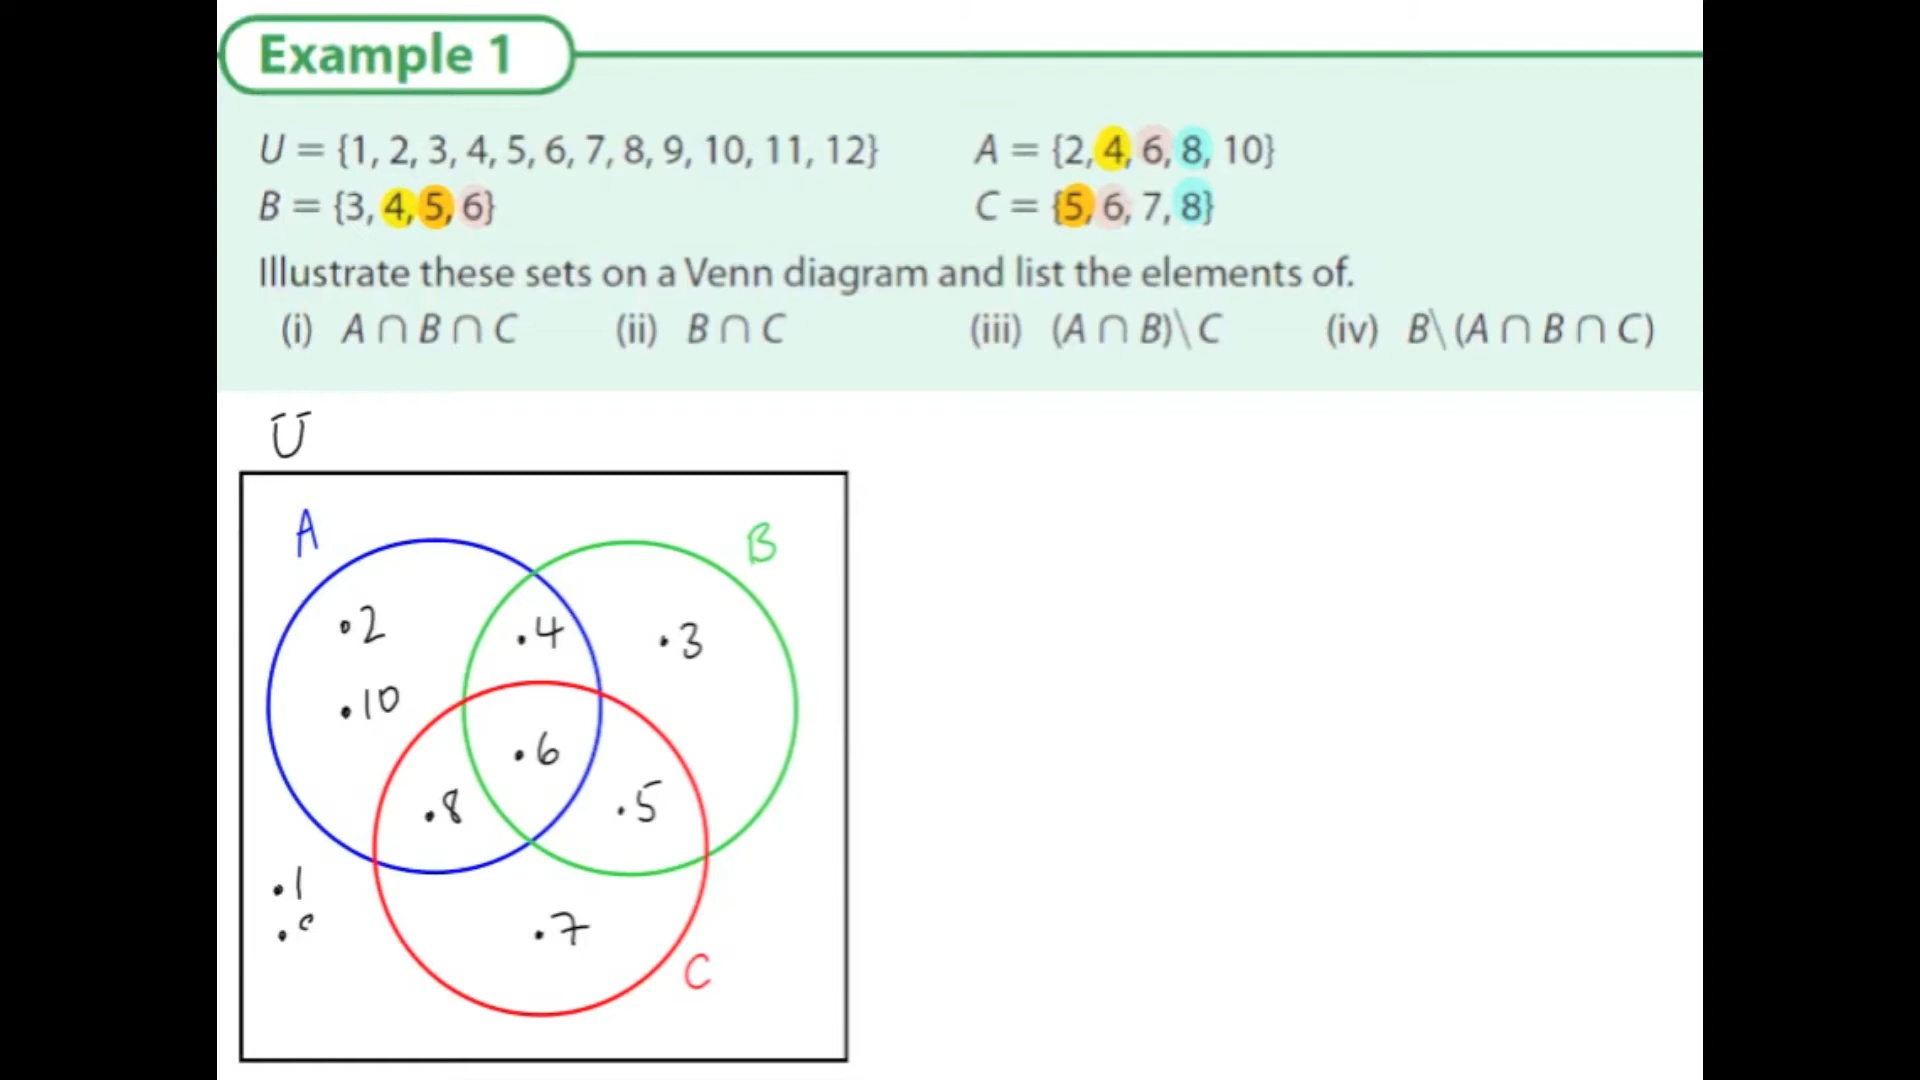 Example 1
U = {1, 2, 3, 4, 5, 6, 7, 8, 9, 10, 11, 12} A = {2, 4, 6, 8, 10}
B = {3, 4, 5, 6} C = {5, 6, 7, 8}
Illustrate these sets on a Venn diagram and list the elements of.
(i) A ∩ B ∩ C (ii) B ∩ C (iii) (A ∩ B)\C (iv) B\(A ∩ B ∩ C)
U
A
B
.2
.4
.3
.10
.6
.8
.5
.1
.7
C